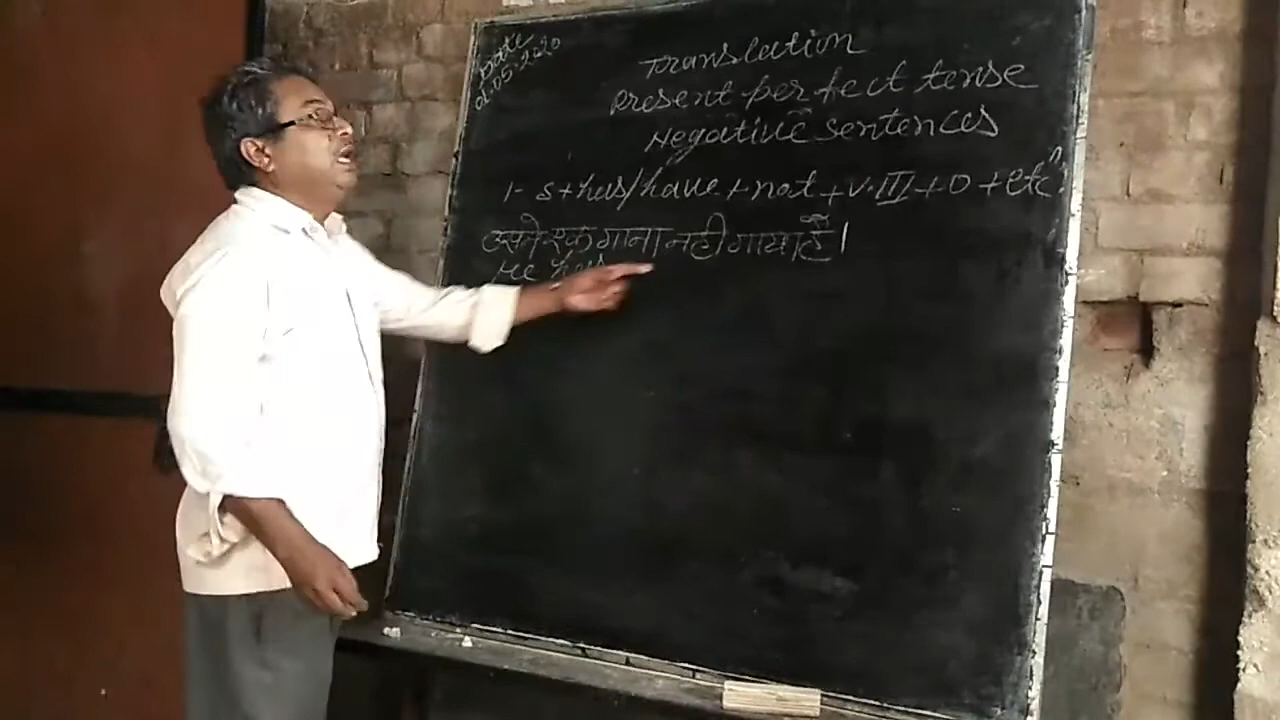 Date
01.05.2020
Translation
Present perfect tense
Negative sentences
1- S+has/have+not+V.III+O+etc.
उसने एक गाना नही गाया है।
He has